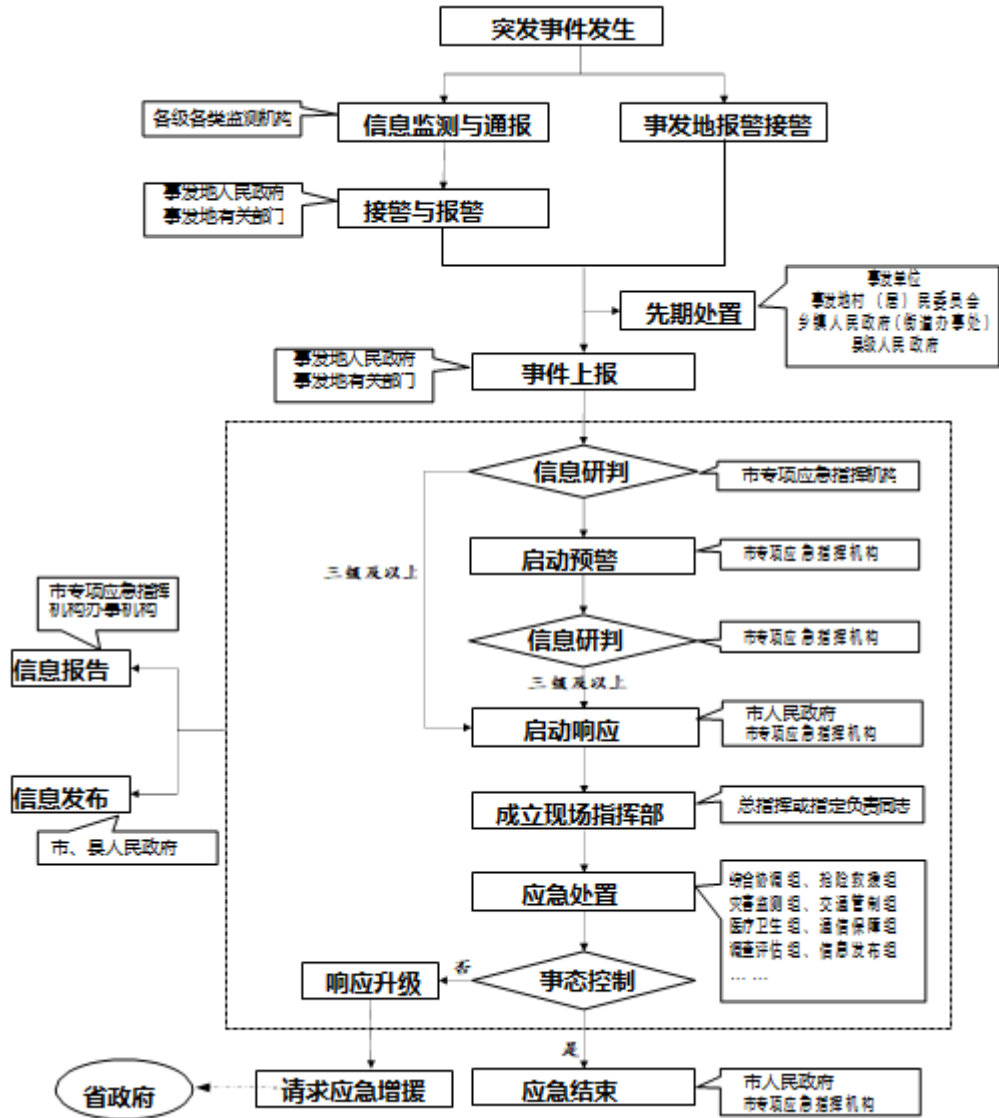 突发事件发生
各级各类监测机构
信息监测与通报
事发地报警接警
事发地人民政府
事发地有关部门
接警与报警
先期处置
事发单位
事发地村（居）民委员会
乡镇人民政府(街道办事处)
县级人民政府
事发地人民政府
事发地有关部门
事件上报
信息研判
市专项应急指挥机构
启动预警
市专项应急指挥机构
三级及以上
市专项应急指挥
机构办事机构
信息报告
信息研判
市专项应急指挥机构
三级及以上
启动响应
市人民政府
市专项应急指挥机构
信息发布
市、县人民政府
成立现场指挥部
总指挥或指定负责同志
应急处置
综合协调组、抢险救援组
灾害监测组、交通管制组
医疗卫生组、通信保障组
调查评估组、信息发布组
… …
响应升级
否
事态控制
是
省政府
请求应急增援
应急结束
市人民政府
市专项应急指挥机构